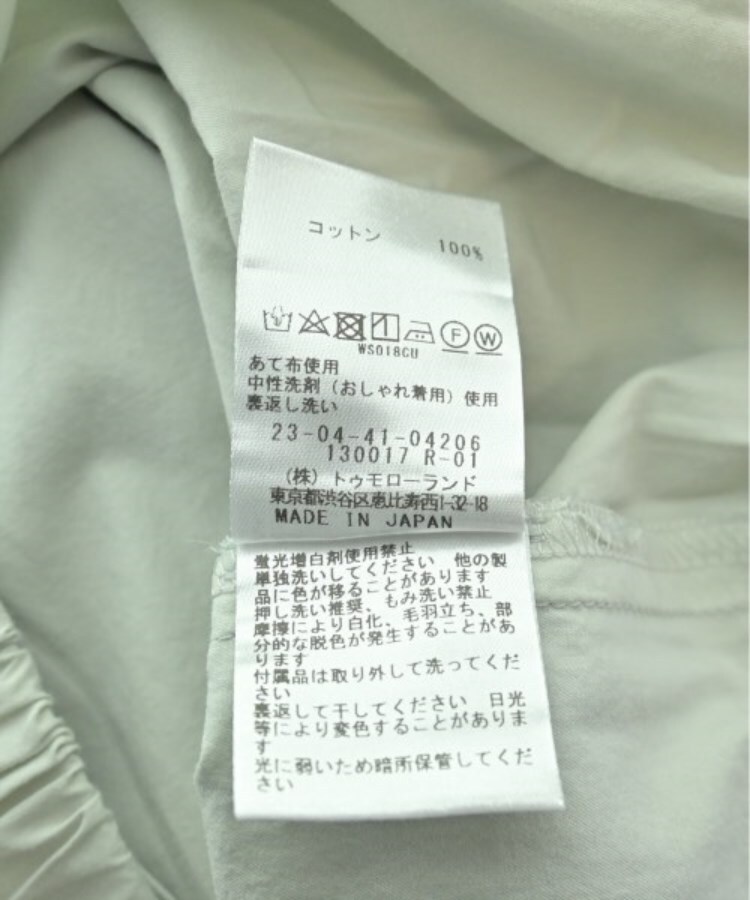 コットン 100%
WS018CU
あて布使用
中性洗剤（おしゃれ着用）使用
裏返し洗い
23-04-41-04206
130017 R-01
（株）トゥモローランド
東京都渋谷区恵比寿西1-32-18
MADE IN JAPAN
蛍光増白剤使用禁止
単独洗いしてください 他の製
品に色が移ることがあります
押し洗い推奨、もみ洗い禁止
摩擦により白化、毛羽立ち、部
分的な脱色が発生することがあ
ります
付属品は取り外して洗ってくだ
さい
裏返して干してください 日光
等により変色することがありま
す
光に弱いため暗所保管してくだ
さい